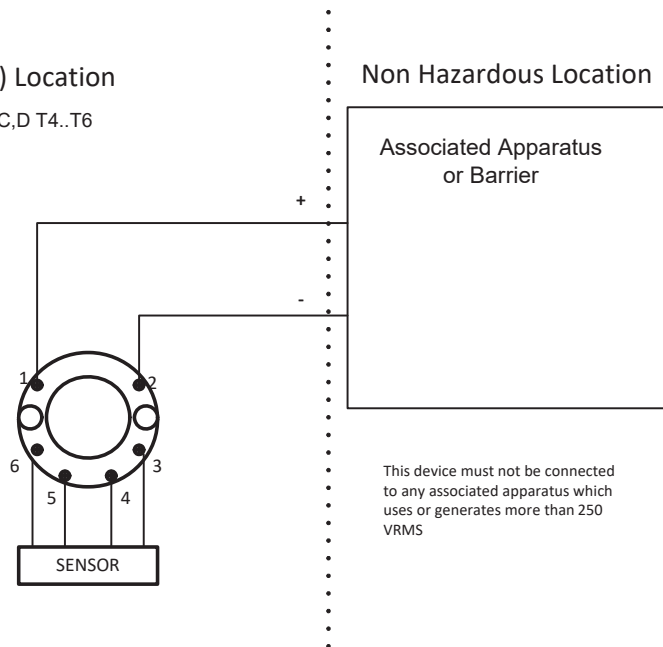 ) Location
C,D T4..T6
Non Hazardous Location
Associated Apparatus
or Barrier
+
-
1
2
6
3
5
4
SENSOR
This device must not be connected
to any associated apparatus which
uses or generates more than 250
VRMS